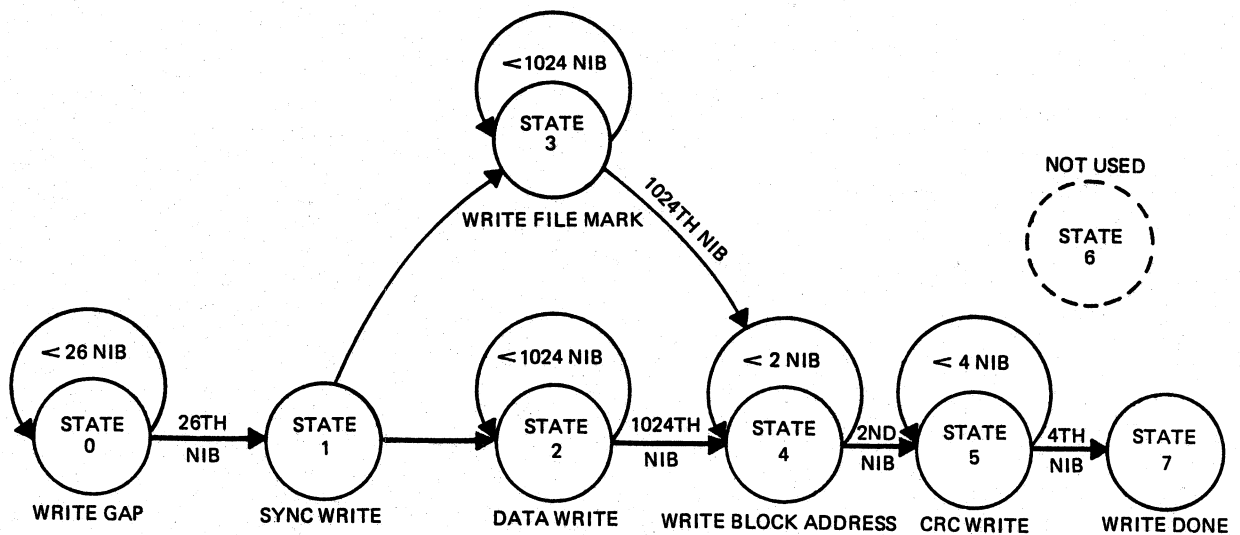 < 1024 NIB
STATE
3
WRITE FILE MARK
1024TH NIB
NOT USED
STATE
6
< 26 NIB
STATE
0
WRITE GAP
26TH
NIB
STATE
1
SYNC WRITE
< 1024 NIB
STATE
2
DATA WRITE
1024TH
NIB
< 2 NIB
STATE
4
WRITE BLOCK ADDRESS
2ND
NIB
< 4 NIB
STATE
5
CRC WRITE
4TH
NIB
STATE
7
WRITE DONE